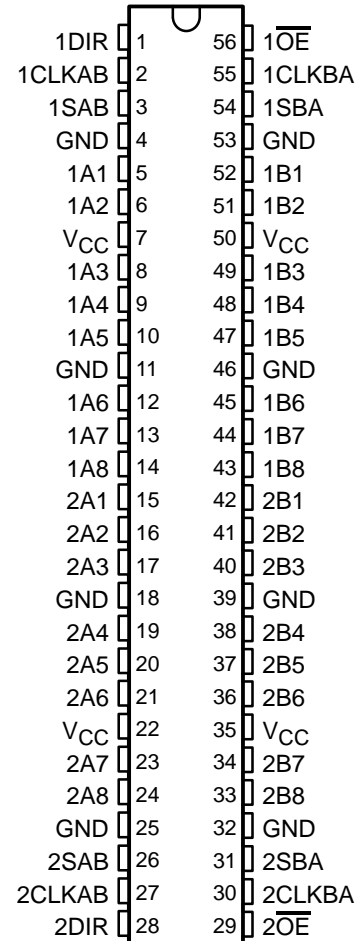 1DIR 1 56 1O̅E̅
1CLKAB 2 55 1CLKBA
1SAB 3 54 1SBA
GND 4 53 GND
1A1 5 52 1B1
1A2 6 51 1B2
VCC 7 50 VCC
1A3 8 49 1B3
1A4 9 48 1B4
1A5 10 47 1B5
GND 11 46 GND
1A6 12 45 1B6
1A7 13 44 1B7
1A8 14 43 1B8
2A1 15 42 2B1
2A2 16 41 2B2
2A3 17 40 2B3
GND 18 39 GND
2A4 19 38 2B4
2A5 20 37 2B5
2A6 21 36 2B6
VCC 22 35 VCC
2A7 23 34 2B7
2A8 24 33 2B8
GND 25 32 GND
2SAB 26 31 2SBA
2CLKAB 27 30 2CLKBA
2DIR 28 29 2O̅E̅